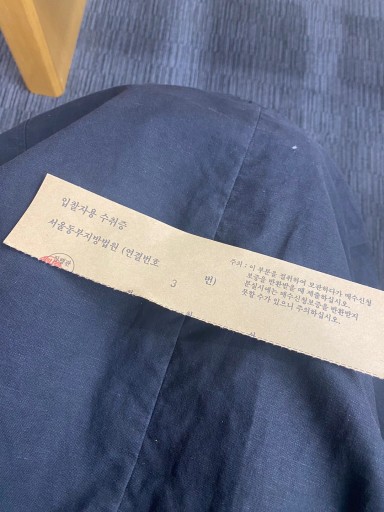 입찰자용 수취증
서울동부지방법원 (연결번호 3 번)
주의 : 이 부분을 절취하여 보관하다가 매수신청
보증을 반환받을 때 제출하십시오.
분실시에는 매수신청보증을 반환받지
못할 수가 있으니 주의하십시오.
집행관